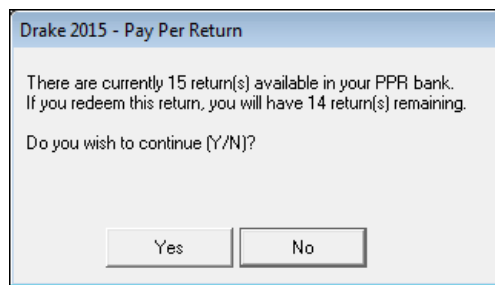 Drake 2015 - Pay Per Return
There are currently 15 return(s) available in your PPR bank.
If you redeem this return, you will have 14 return(s) remaining.
Do you wish to continue (Y/N)?
Yes
No